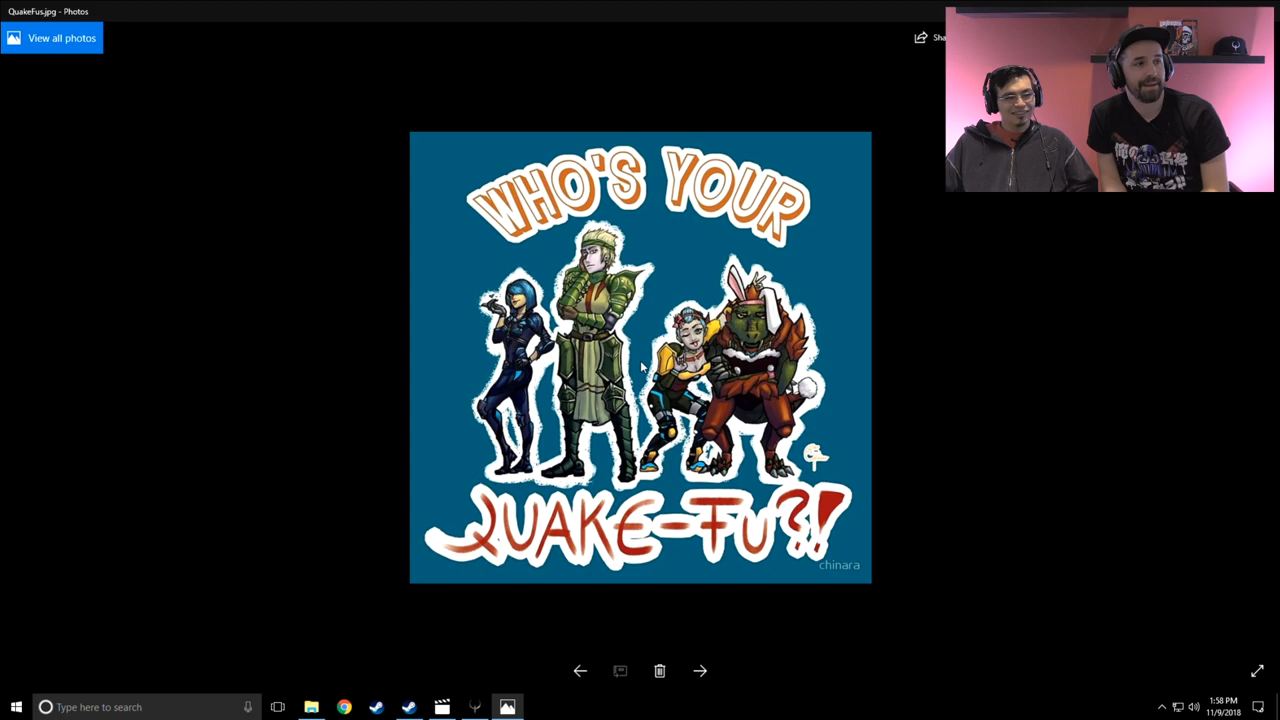 QuakeFus.jpg - Photos
View all photos
Sha
WHO'S YOUR
QUAKE-FU?!
chinara
Type here to search
1:58 PM
11/9/2018